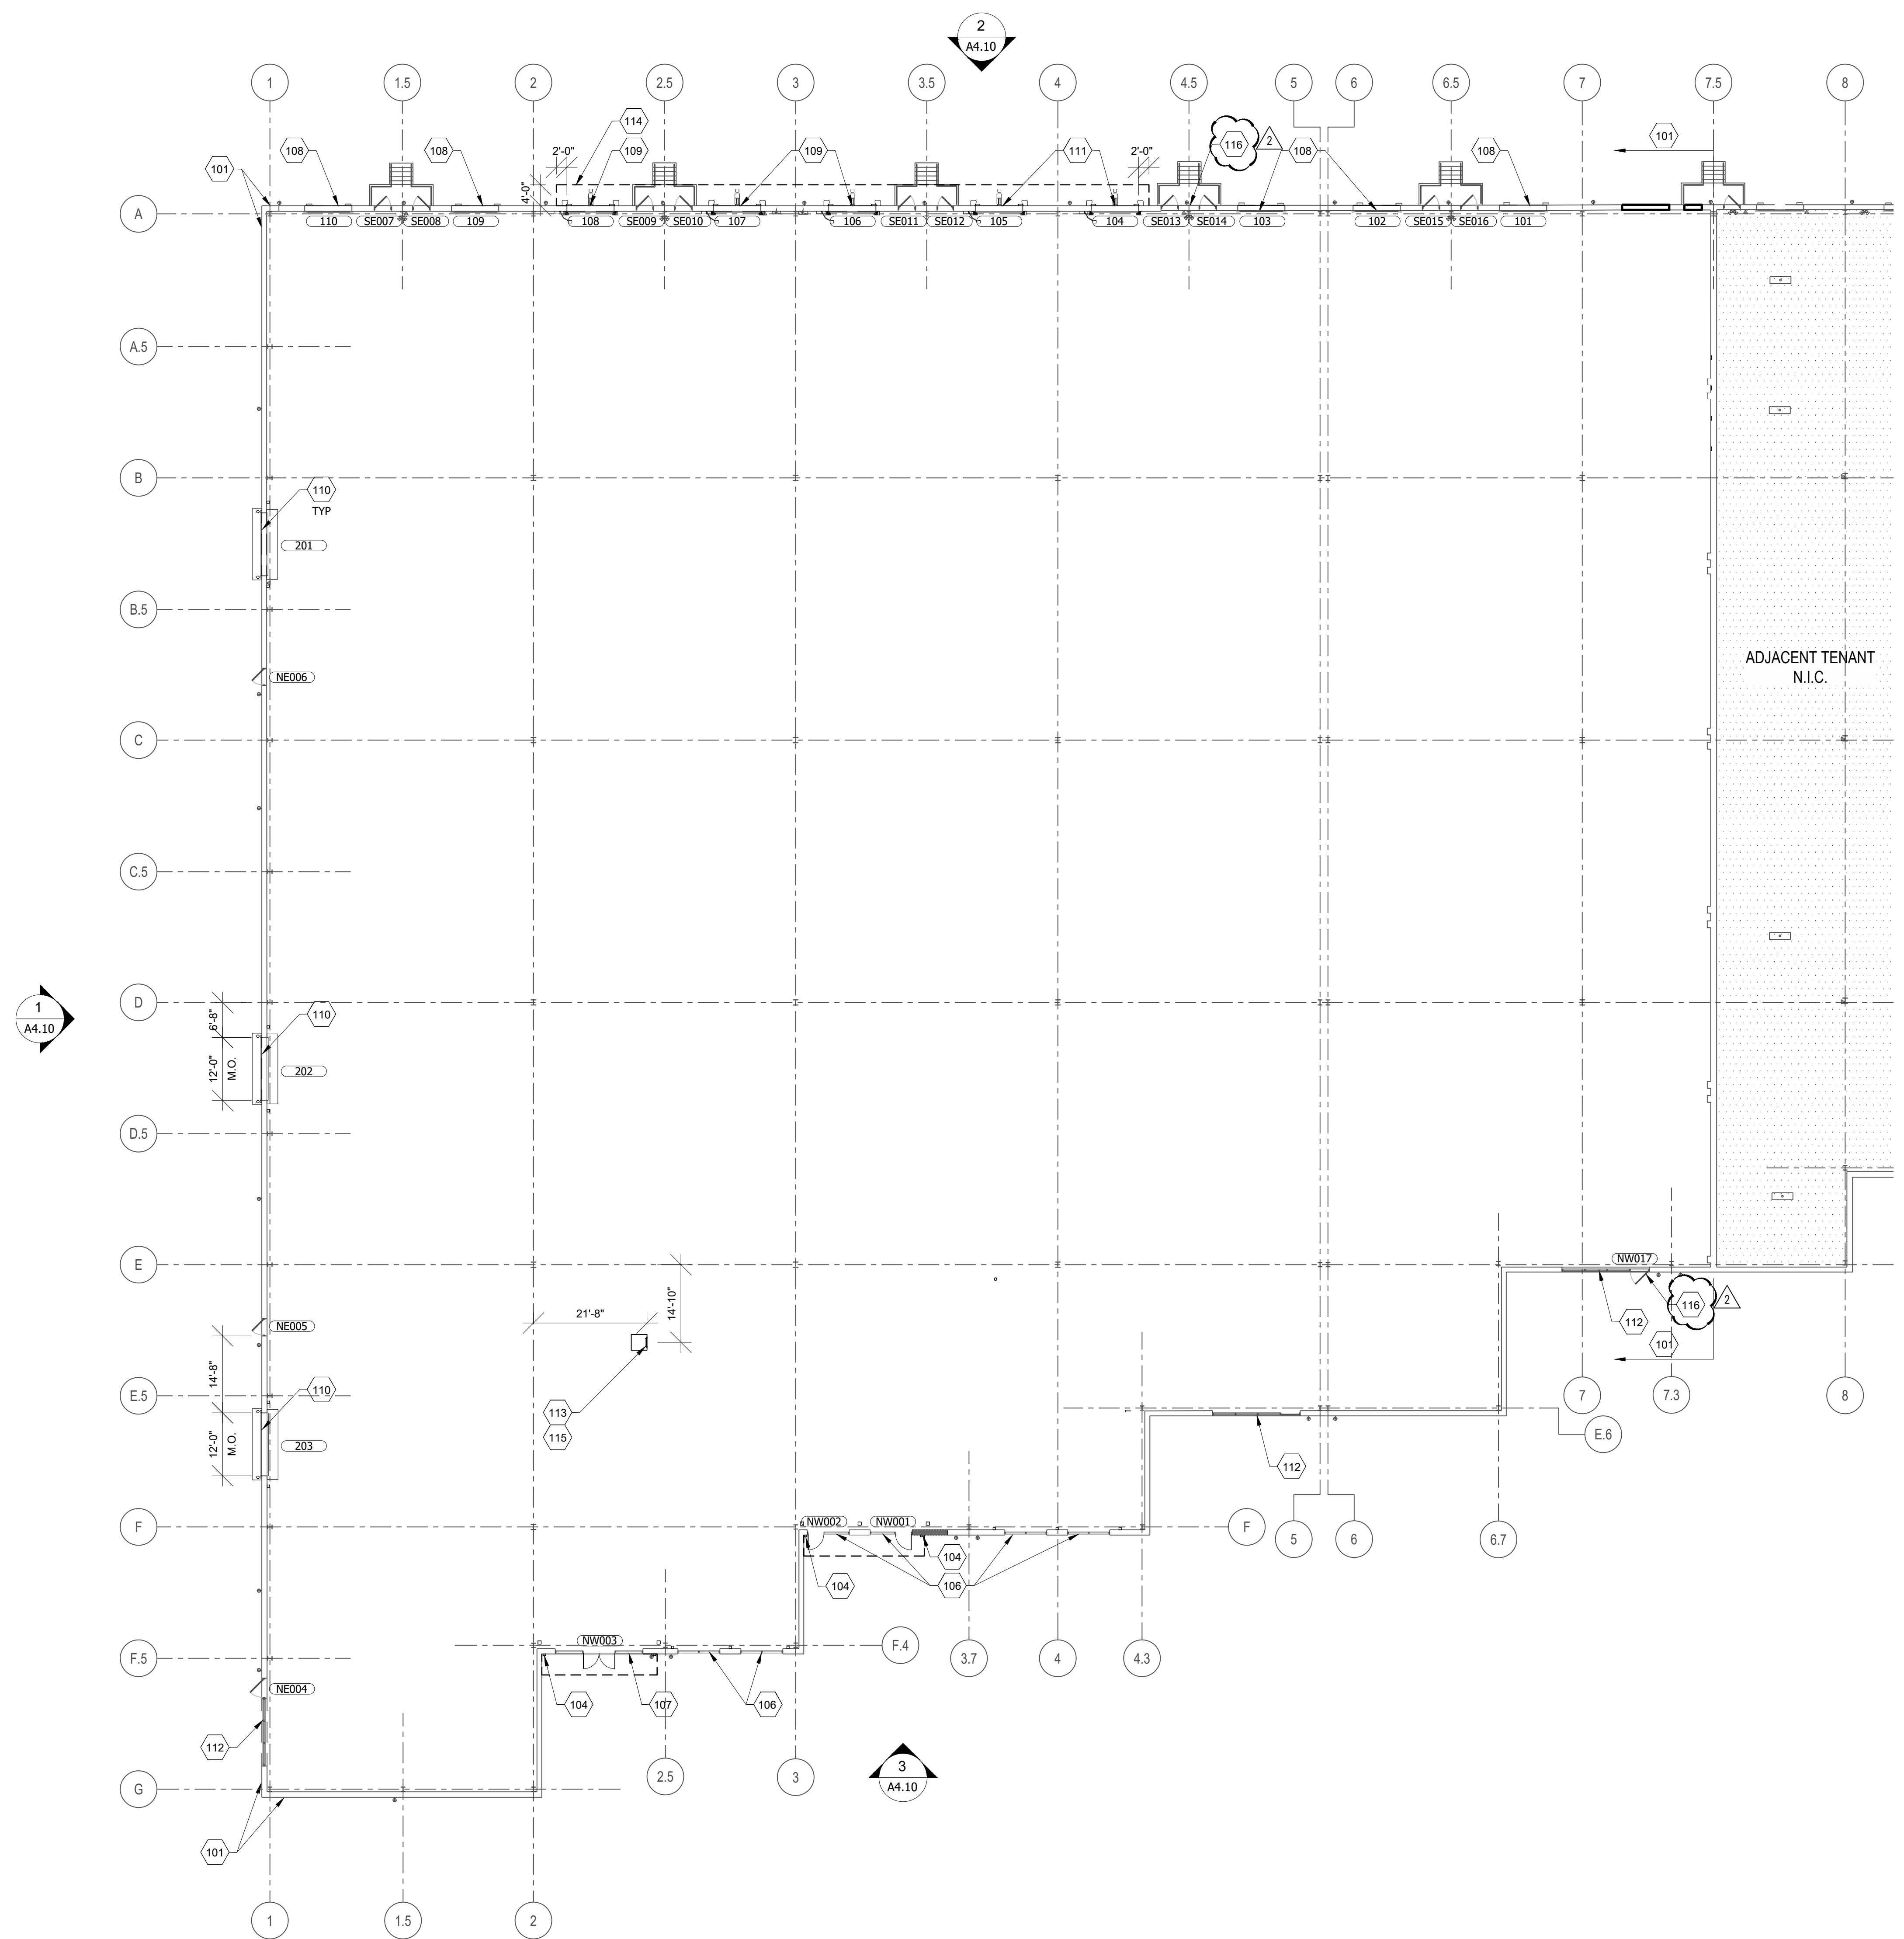 2
A4.10
1
1.5
2
2.5
3
3.5
4
4.5
5
6
6.5
7
7.5
8
114
116
2
101
108
108
2'-0"
109
109
111
2'-0"
108
108
101
4'-0"
A
110
SE007
SE008
109
108
SE009
SE010
107
106
SE011
SE012
105
104
SE013
SE014
103
102
SE015
SE016
101
A.5
B
110
TYP
201
B.5
ADJACENT TENANT
N.I.C.
NE006
C
C.5
D
1
A4.10
6'-8"
110
12'-0"
M.O.
202
D.5
E
NW017
14'-10"
21'-8"
116
2
NE005
112
101
14'-8"
E.5
110
7
7.3
8
113
115
12'-0"
M.O.
203
E.6
112
F
NW002
NW001
F
5
6
6.7
104
104
106
NW003
F.4
F.5
3.7
4
4.3
NE004
104
107
106
112
G
2.5
3
3
A4.10
101
1
1.5
2